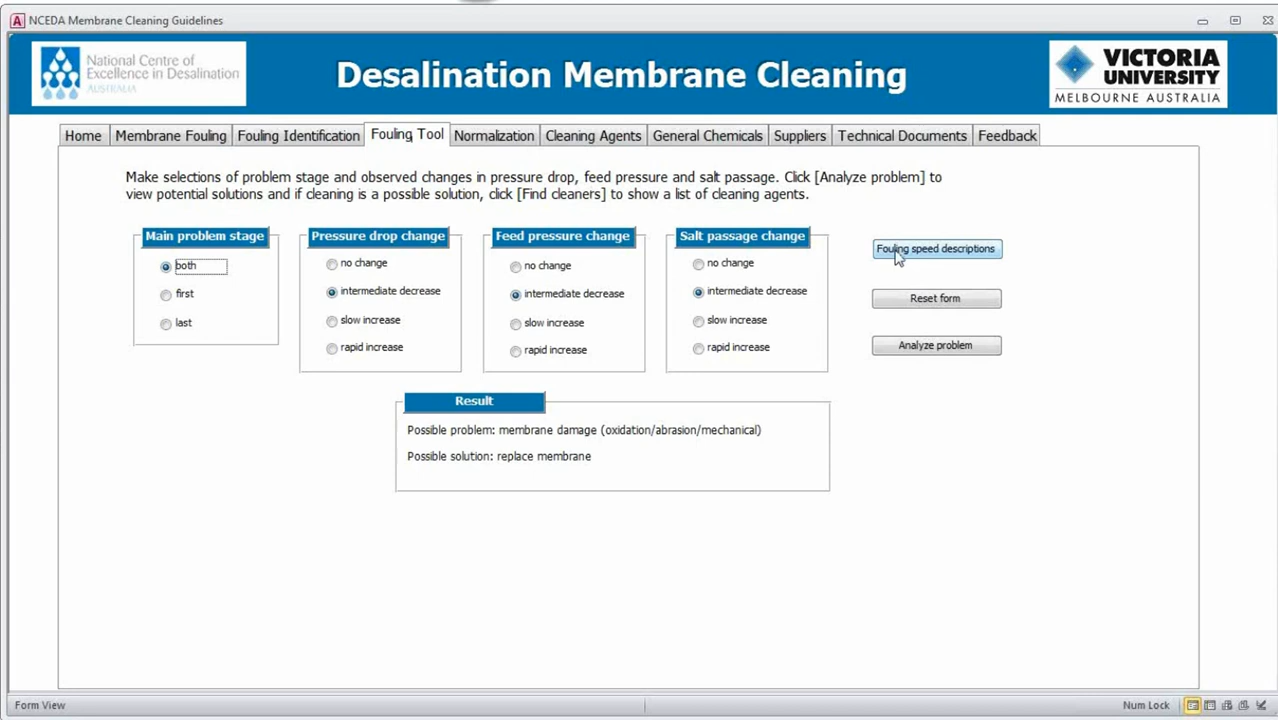 NCEDA Membrane Cleaning Guidelines
National Centre of
Excellence in Desalination
AUSTRALIA
Desalination Membrane Cleaning
VICTORIA
UNIVERSITY
MELBOURNE AUSTRALIA
Home
Membrane Fouling
Fouling Identification
Fouling Tool
Normalization
Cleaning Agents
General Chemicals
Suppliers
Technical Documents
Feedback
Make selections of problem stage and observed changes in pressure drop, feed pressure and salt passage. Click [Analyze problem] to
view potential solutions and if cleaning is a possible solution, click [Find cleaners] to show a list of cleaning agents.
Main problem stage
both
first
last
Pressure drop change
no change
intermediate decrease
slow increase
rapid increase
Feed pressure change
no change
intermediate decrease
slow increase
rapid increase
Salt passage change
no change
intermediate decrease
slow increase
rapid increase
Fouling speed descriptions
Reset form
Analyze problem
Result
Possible problem: membrane damage (oxidation/abrasion/mechanical)
Possible solution: replace membrane
Form View
Num Lock